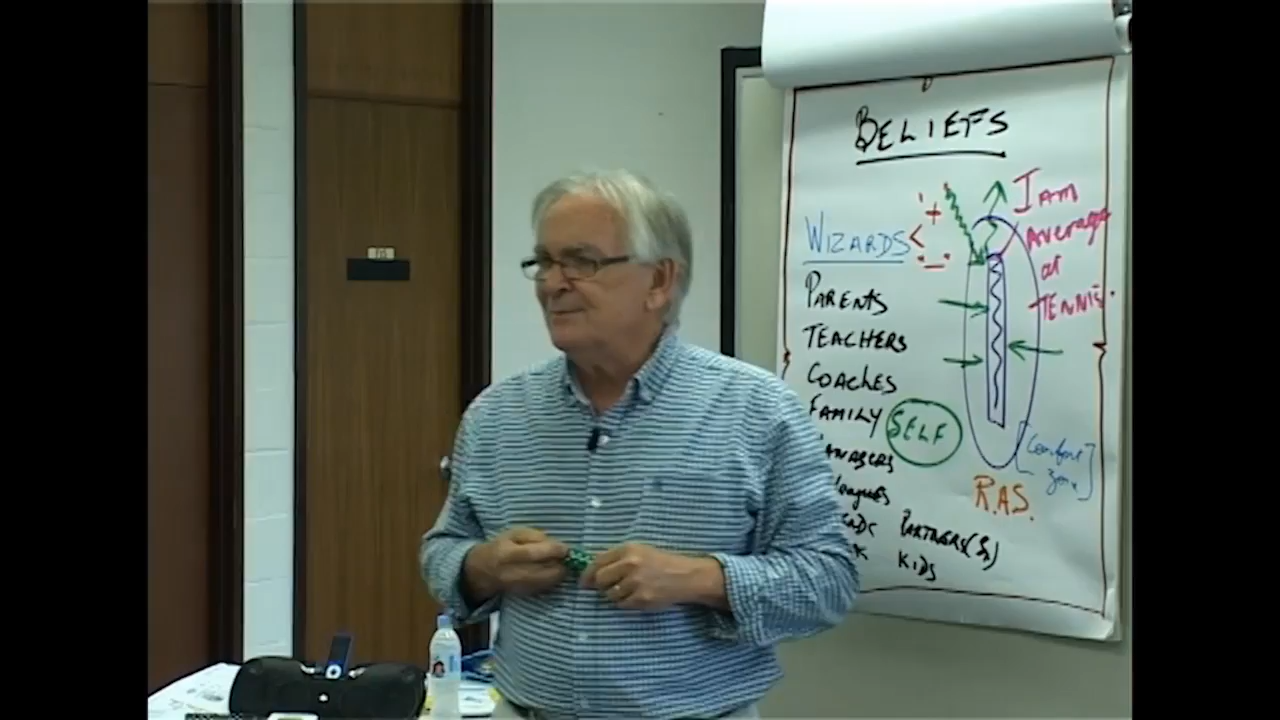 BELIEFS
WIZARDS
+
-
I AM
AVERAGE
AT
TENNIS.
PARENTS
TEACHERS
COACHES
FAMILY
SELF
PARTNERS(S)
KIDS
[COMFORT
ZONE]
R.A.S.